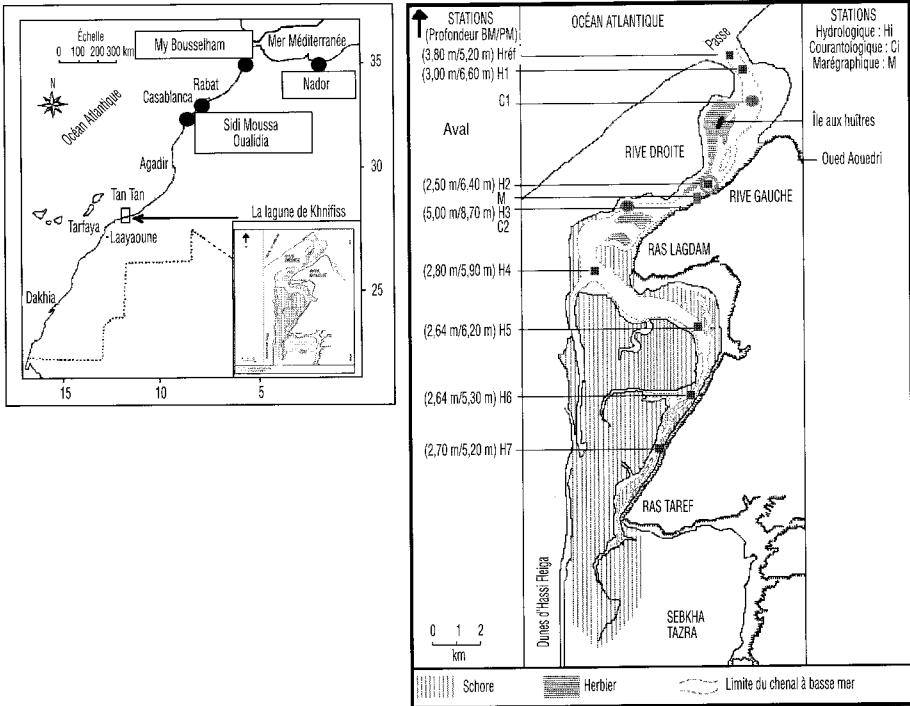 Échelle
0 100 200 300 km
My Bousselham
Mer Méditerranée
35
Rabat
Nador
Casablanca
Océan Atlantique
Sidi Moussa
Oualidia
Agadir
30
Tan Tan
La lagune de Khnifiss
Tarfaya
Laayaoune
25
Dakhia
15
10
5
0
STATIONS
(Profondeur BM/PM)
OCÉAN ATLANTIQUE
STATIONS
Hydrologique : Hi
Courantologique : Ci
Marégraphique : M
Passe
(3,80 m/5,20 m) Hréf
(3,00 m/6,60 m) H1
C1
Île aux huîtres
Aval
RIVE DROITE
Oued Aouedri
(2,50 m/6,40 m) H2
M
RIVE GAUCHE
(5,00 m/8,70 m) H3
C2
RAS LAGDAM
(2,80 m/5,90 m) H4
(2,64 m/6,20 m) H5
(2,64 m/5,30 m) H6
(2,70 m/5,20 m) H7
RAS TAREF
Dunes d'Hassi Fleiga
SEBKHA
TAZRA
0 1 2
km
Schore
Herbier
Limite du chenal à basse mer